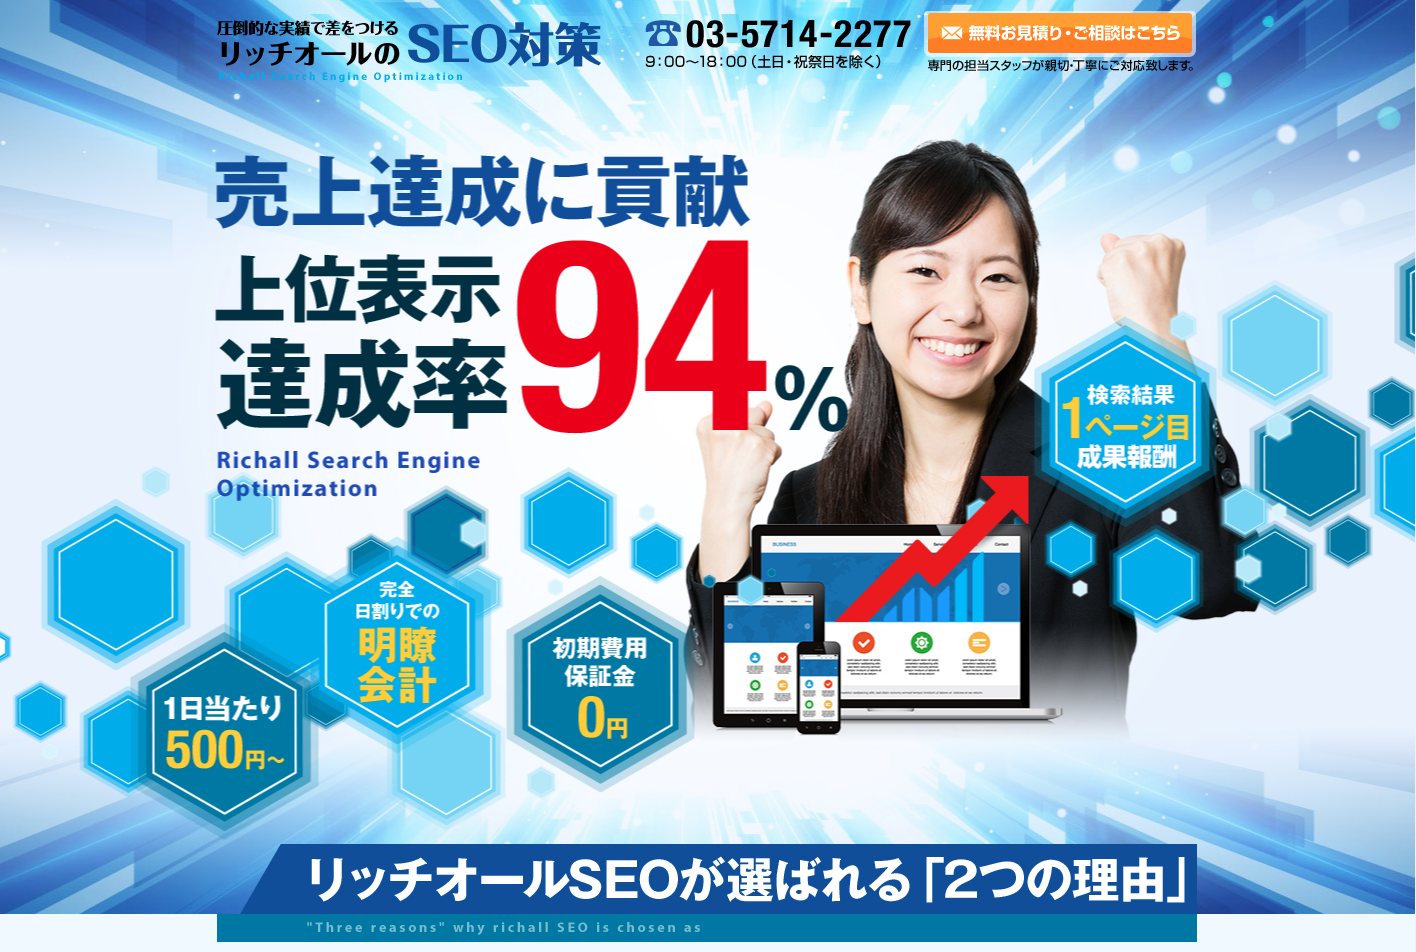 圧倒的な実績で差をつける
リッチオールの SEO対策
Richall Search Engine Optimization
03-5714-2277
9：00〜18：00（土日・祝祭日を除く）
無料お見積り・ご相談はこちら
専門の担当スタッフが親切・丁寧にご対応致します。
売上達成に貢献
上位表示
達成率94%
Richall Search Engine
Optimization
検索結果
1ページ目
成果報酬
完全
日割りでの
明瞭
会計
初期費用
保証金
0円
1日当たり
500円〜
BUSINESS
Contact
リッチオールSEOが選ばれる「2つの理由」
"Three reasons" why richall SEO is chosen as